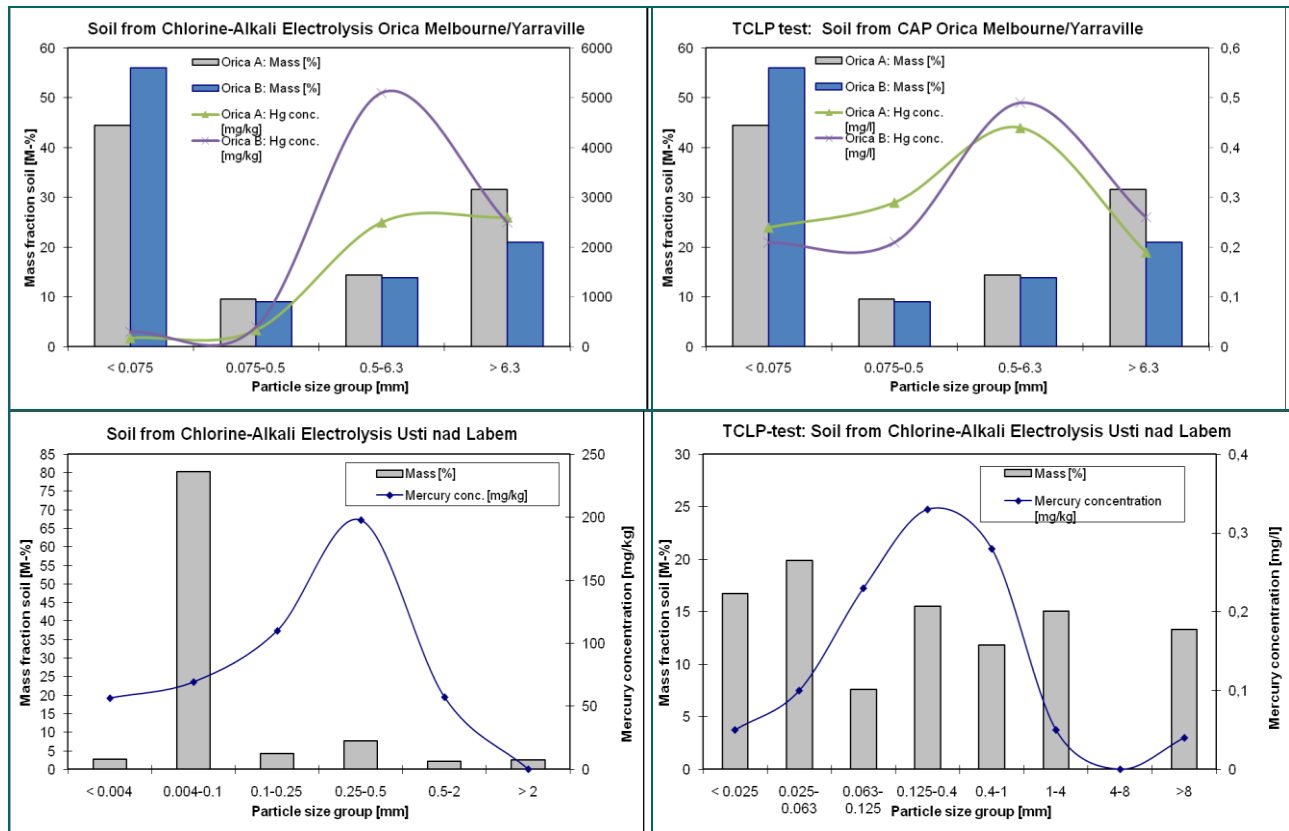 Soil from Chlorine-Alkali Electrolysis Orica Melbourne/Yarraville
60
50
40
30
20
10
0
Mass fraction soil [M-%]
Orica A: Mass [%]
Orica B: Mass [%]
Orica A: Hg conc.
[mg/kg]
Orica B: Hg conc.
[mg/kg]
6000
5000
4000
3000
2000
1000
0
< 0.075
0.075-0.5
0.5-6.3
> 6.3
Particle size group [mm]
TCLP test: Soil from CAP Orica Melbourne/Yarraville
60
50
40
30
20
10
0
Mass fraction soil [M-%]
Orica A: Mass [%]
Orica B: Mass [%]
Orica A: Hg conc.
[mg/l]
Orica B: Hg conc.
[mg/l]
0,6
0,5
0,4
0,3
0,2
0,1
0
< 0.075
0.075-0.5
0.5-6.3
> 6.3
Particle size group [mm]
Soil from Chlorine-Alkali Electrolysis Usti nad Labem
85
80
75
70
65
60
55
50
45
40
35
30
25
20
15
10
5
0
Mass fraction soil [M-%]
Mass [%]
Mercury conc. [mg/kg]
250
200
150
100
50
0
Mercury concentration [mg/kg]
< 0.004
0.004-0.1
0.1-0.25
0.25-0.5
0.5-2
> 2
Particle size group [mm]
TCLP-test: Soil from Chlorine-Alkali Electrolysis Usti nad Labem
30
25
20
15
10
5
0
Mass fraction soil [M-%]
Mass [%]
Mercury concentration
[mg/kg]
0,4
0,3
0,2
0,1
0
Mercury concentration [mg/l]
< 0.025
0.025-
0.063
0.063-
0.125
0.125-0.4
0.4-1
1-4
4-8
>8
Particle size group [mm]